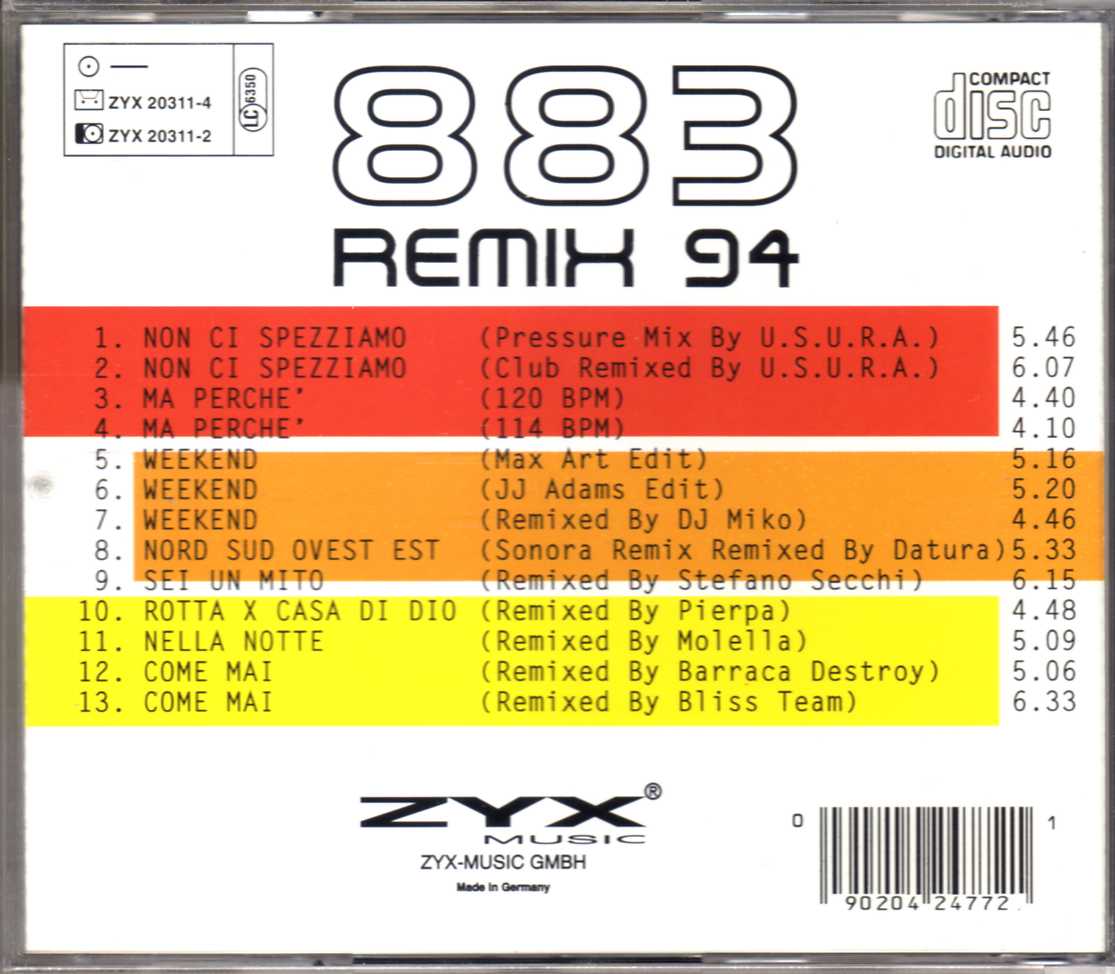 ZYX 20311-4
ZYX 20311-2
LC 6350
883
REMIX 94
COMPACT
disc
DIGITAL AUDIO
1. NON CI SPEZZIAMO (Pressure Mix By U.S.U.R.A.) 5.46
2. NON CI SPEZZIAMO (Club Remixed By U.S.U.R.A.) 6.07
3. MA PERCHE' (120 BPM) 4.40
4. MA PERCHE' (114 BPM) 4.10
5. WEEKEND (Max Art Edit) 5.16
6. WEEKEND (JJ Adams Edit) 5.20
7. WEEKEND (Remixed By DJ Miko) 4.46
8. NORD SUD OVEST EST (Sonora Remix Remixed By Datura) 5.33
9. SEI UN MITO (Remixed By Stefano Secchi) 6.15
10. ROTTA X CASA DI DIO (Remixed By Pierpa) 4.48
11. NELLA NOTTE (Remixed By Molella) 5.09
12. COME MAI (Remixed By Barraca Destroy) 5.06
13. COME MAI (Remixed By Bliss Team) 6.33
ZYX®
MUSIC
ZYX-MUSIC GMBH
Made in Germany
0 90204 24772 1